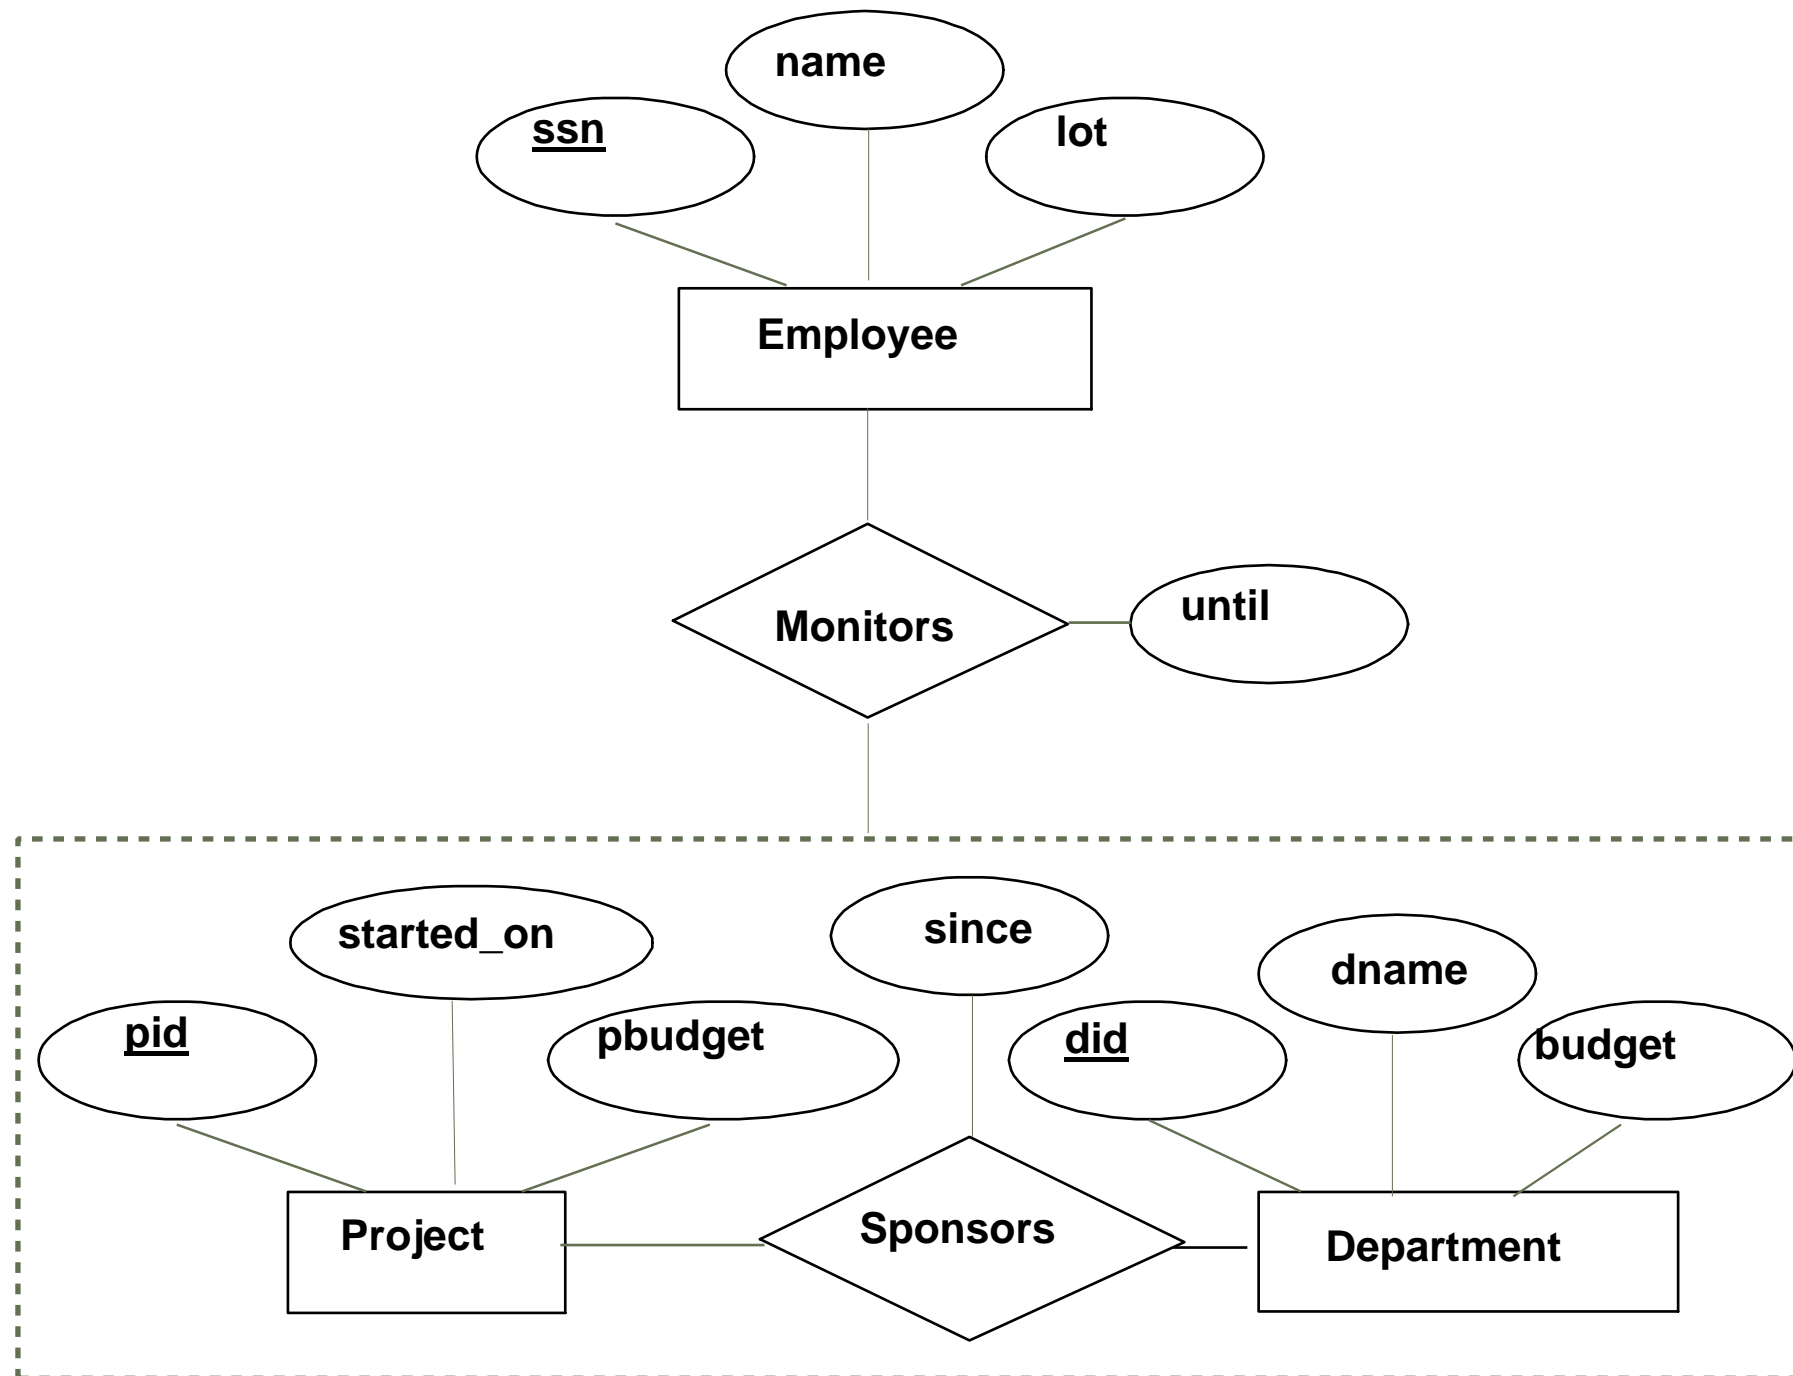 name
ssn
lot
Employee
Monitors
until
started_on
since
dname
pid
pbudget
did
budget
Project
Sponsors
Department